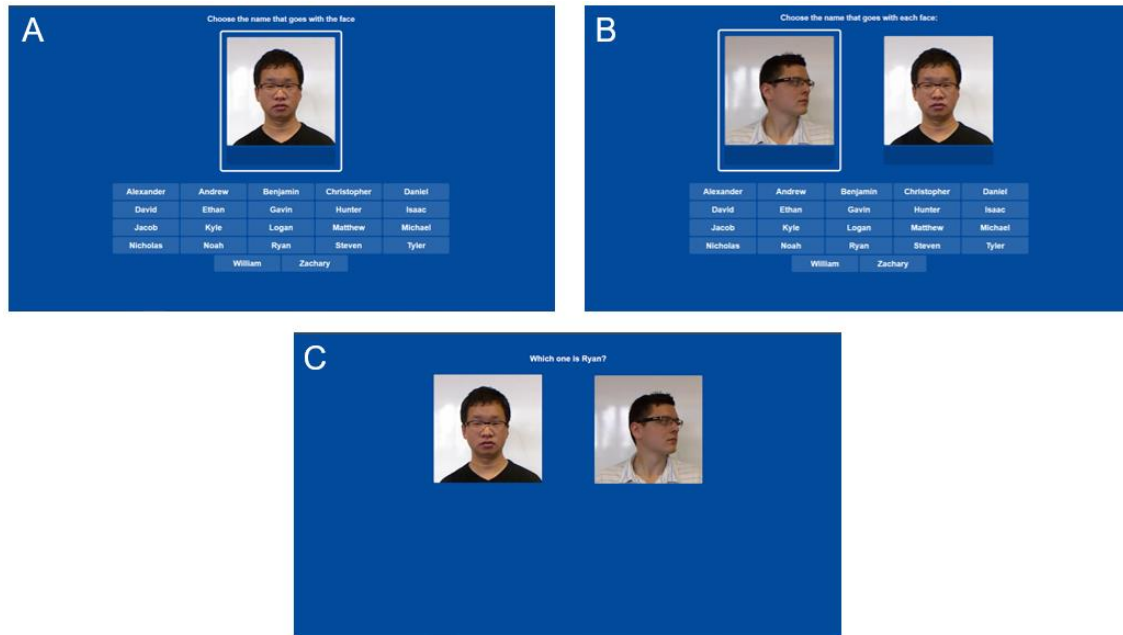 A
Choose the name that goes with the face
Alexander Andrew Benjamin Christopher Daniel
David Ethan Gavin Hunter Isaac
Jacob Kyle Logan Matthew Michael
Nicholas Noah Ryan Steven Tyler
William Zachary
B
Choose the name that goes with each face:
Alexander Andrew Benjamin Christopher Daniel
David Ethan Gavin Hunter Isaac
Jacob Kyle Logan Matthew Michael
Nicholas Noah Ryan Steven Tyler
William Zachary
C
Which one is Ryan?